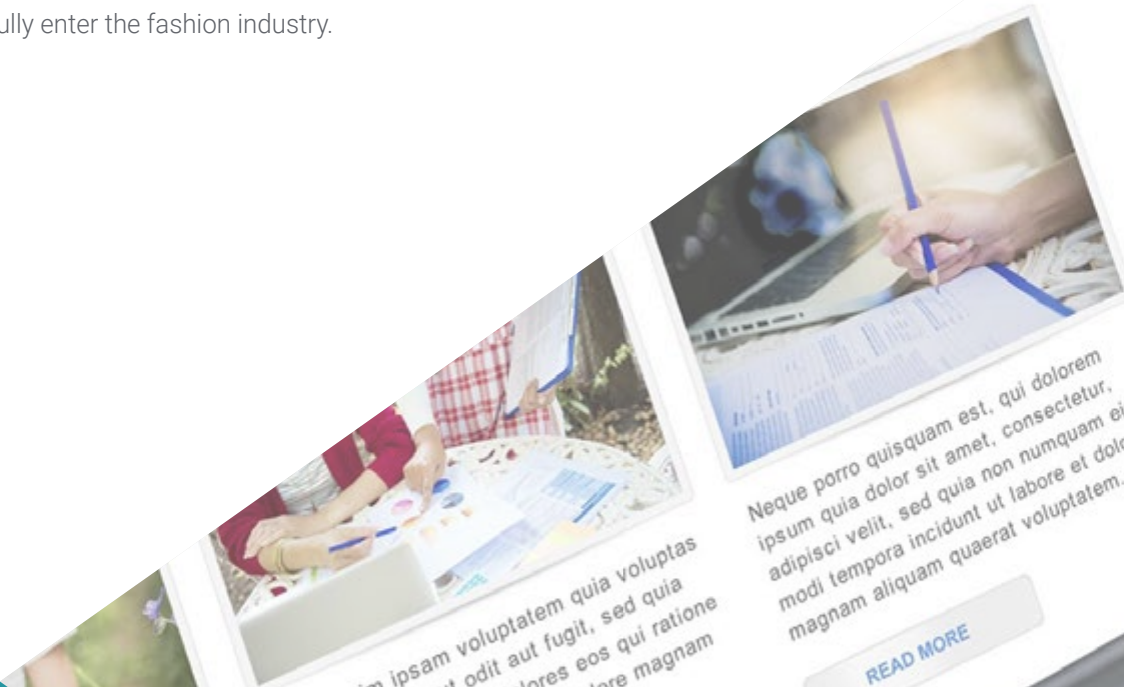 ully enter the fashion industry.
ipsam voluptatem quia voluptas
odit aut fugit, sed quia
eos qui ratione
magnam
Neque porro quisquam est, qui dolorem
ipsum quia dolor sit amet, consectetur,
adipisci velit, sed quia non numquam
modi tempora incidunt ut labore et
magnam aliquam quaerat voluptatem.
READ MORE